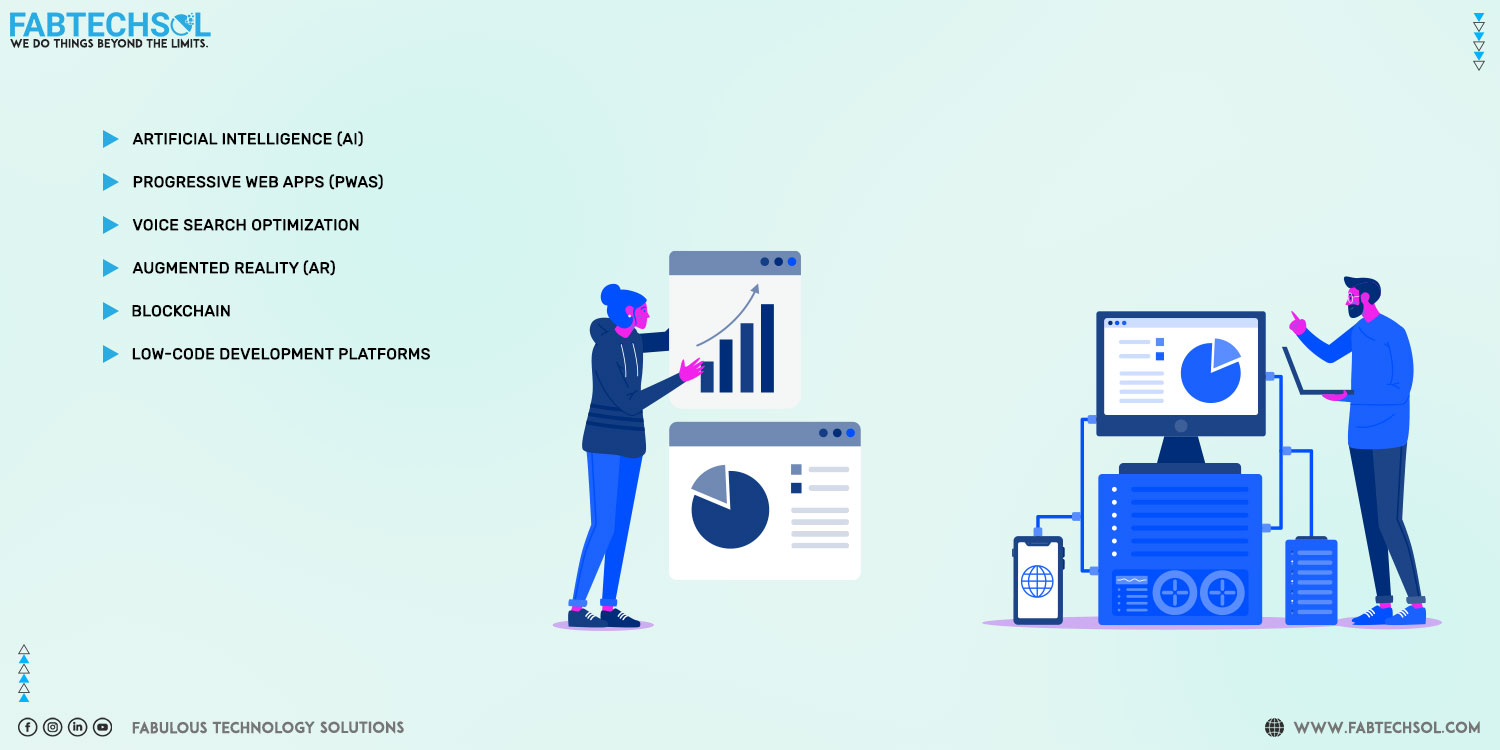 FABTECHSOL
WE DO THINGS BEYOND THE LIMITS.
ARTIFICIAL INTELLIGENCE (AI)
PROGRESSIVE WEB APPS (PWAS)
VOICE SEARCH OPTIMIZATION
AUGMENTED REALITY (AR)
BLOCKCHAIN
LOW-CODE DEVELOPMENT PLATFORMS
FABULOUS TECHNOLOGY SOLUTIONS
WWW.FABTECHSOL.COM